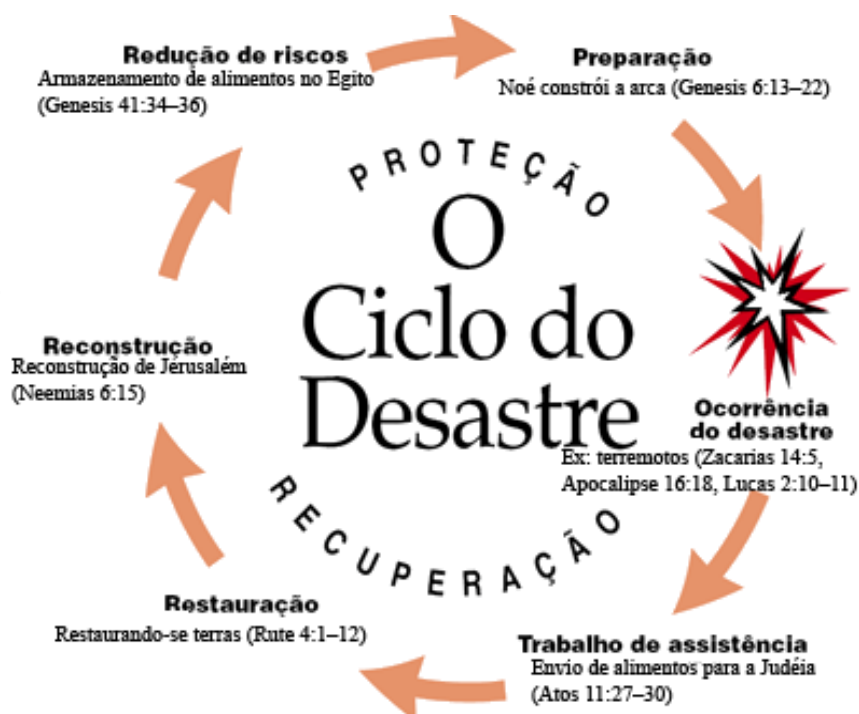 Redução de riscos
Armazenamento de alimentos no Egito
(Genesis 41:34–36)
Preparação
Noé constrói a arca (Genesis 6:13–22)
PROTEÇÃO
O
Ciclo do
Desastre
RECUPERAÇÃO
Ocorrência
do desastre
Ex: terremotos (Zacarias 14:5,
Apocalipse 16:18, Lucas 2:10–11)
Trabalho de assistência
Envio de alimentos para a Judéia
(Atos 11:27–30)
Restauração
Restaurando-se terras (Rute 4:1–12)
Reconstrução
Reconstrução de Jérusalém
(Neemias 6:15)